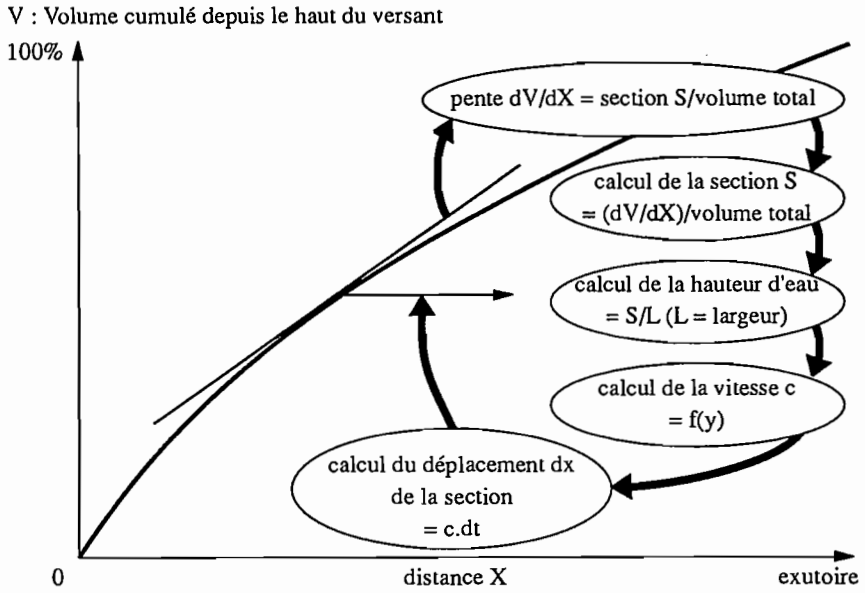 V : Volume cumulé depuis le haut du versant
100%
pente dV/dX = section S/volume total
calcul de la section S
= (dV/dX)/volume total
calcul de la hauteur d'eau
= S/L (L = largeur)
calcul de la vitesse c
= f(y)
calcul du déplacement dx
de la section
= c.dt
0
distance X
exutoire